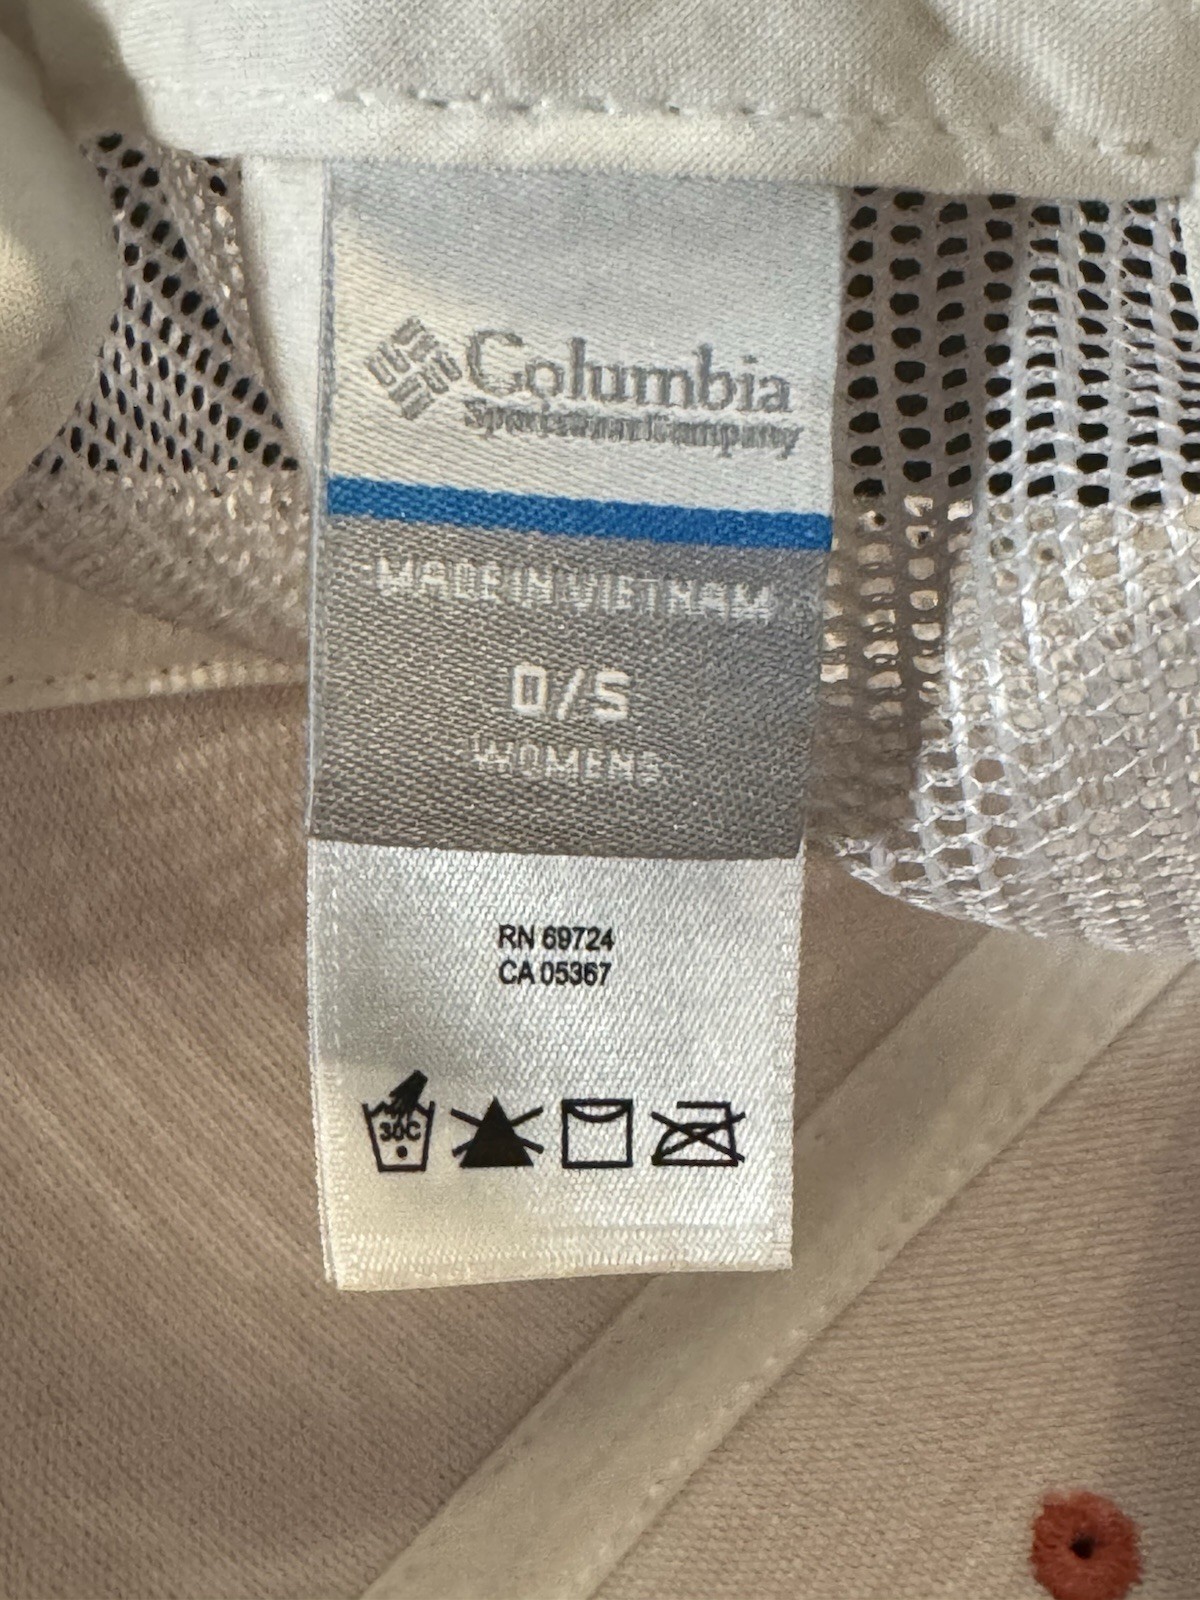 Columbia
Sportswear Company
MADE IN VIETNAM
O/S
WOMENS
RN 69724
CA 05367
30C